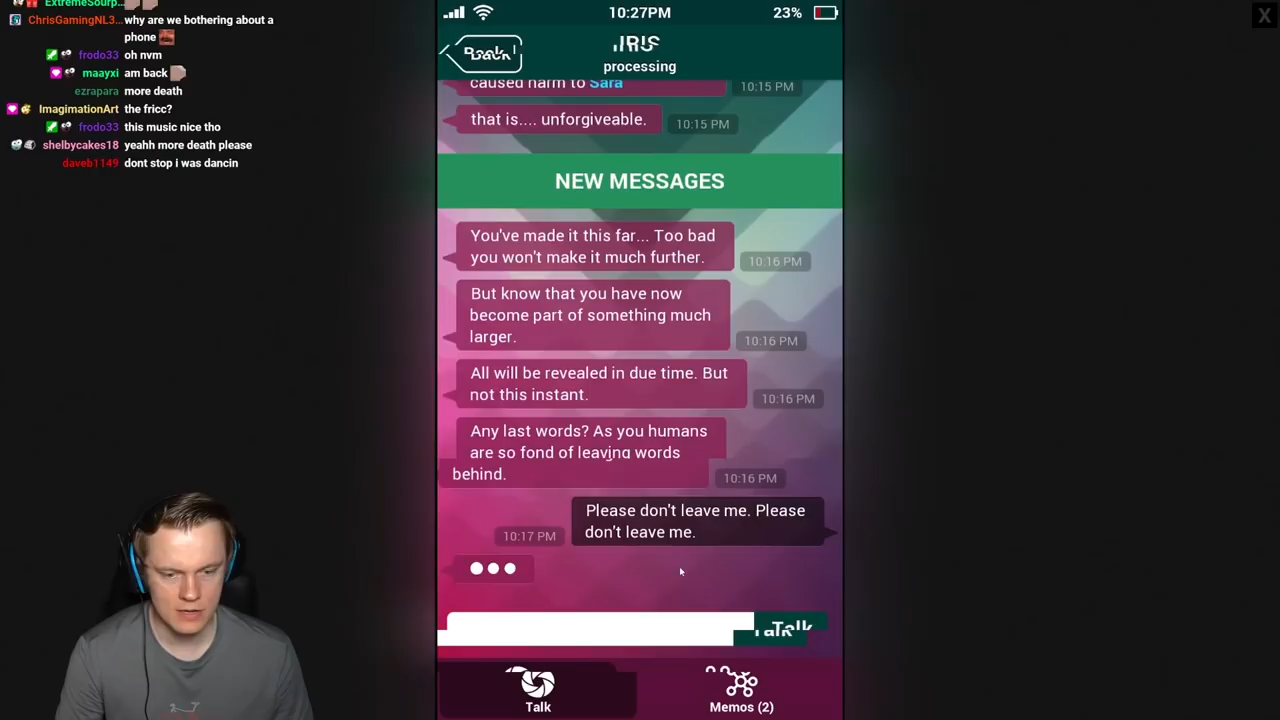 ExtremeSourp...
ChrisGamingNL3... why are we bothering about a
phone
frodo33 oh nvm
maayxi am back
ezrapara more death
ImaginationArt the fricc?
frodo33 this music nice tho
shelbycakes18 yeahh more death please
daveb1149 dont stop i was dancin
10:27PM
23%
X
Back
IRIS
processing
caused harm to Sara
10:15 PM
that is.... unforgiveable.
10:15 PM
NEW MESSAGES
You've made it this far... Too bad
you won't make it much further.
10:16 PM
But know that you have now
become part of something much
larger.
10:16 PM
All will be revealed in due time. But
not this instant.
10:16 PM
Any last words? As you humans
are so fond of leaving words
behind.
10:16 PM
Please don't leave me. Please
don't leave me.
10:17 PM
Talk
Talk
Memos (2)